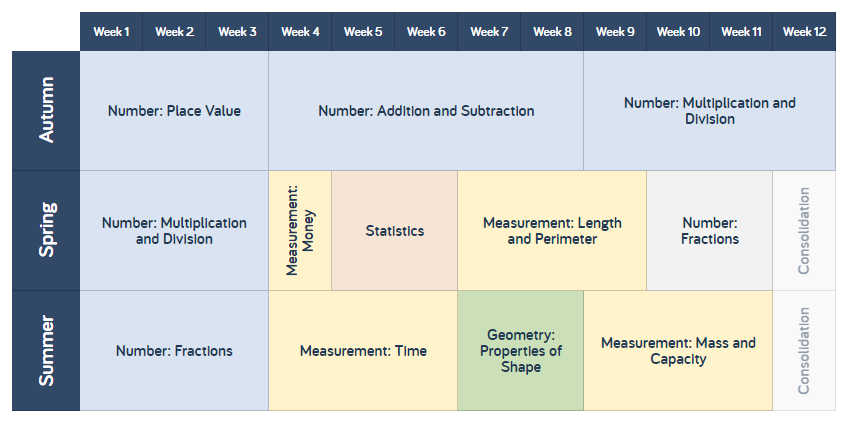 Week 1 Week 2 Week 3 Week 4 Week 5 Week 6 Week 7 Week 8 Week 9 Week 10 Week 11 Week 12
Autumn
Number: Place Value
Number: Addition and Subtraction
Number: Multiplication and
Division
Spring
Number: Multiplication
and Division
Measurement:
Money
Statistics
Measurement: Length
and Perimeter
Number:
Fractions
Consolidation
Summer
Number: Fractions
Measurement: Time
Geometry:
Properties of
Shape
Measurement: Mass and
Capacity
Consolidation